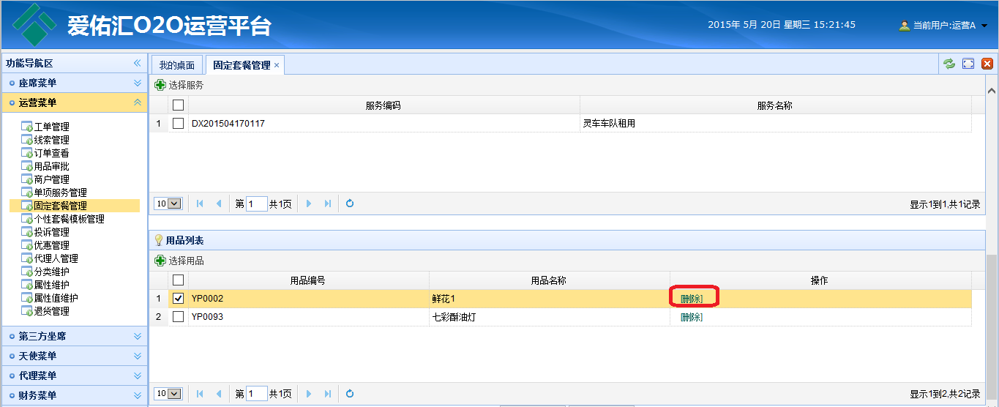 爱佑汇O2O运营平台
2015年 5月 20日 星期三 15:21:45
当前用户:运营A
功能导航区
座席菜单
运营菜单
工单管理
线索管理
订单查看
用品审批
商户管理
单项服务管理
固定套餐管理
个性套餐模板管理
投诉管理
优惠管理
代理人管理
分类维护
属性维护
属性值维护
退货管理
第三方坐席
天使菜单
代理菜单
财务菜单
我的桌面 固定套餐管理
选择服务
服务编码 服务名称
1 DX201504170117 灵车车队租用
10 第 1 共1页 显示1到1,共1记录
用品列表
选择用品
用品编号 用品名称 操作
1 YP0002 鲜花1 [删除]
2 YP0093 七彩酥油灯 [删除]
10 第 1 共1页 显示1到2,共2记录